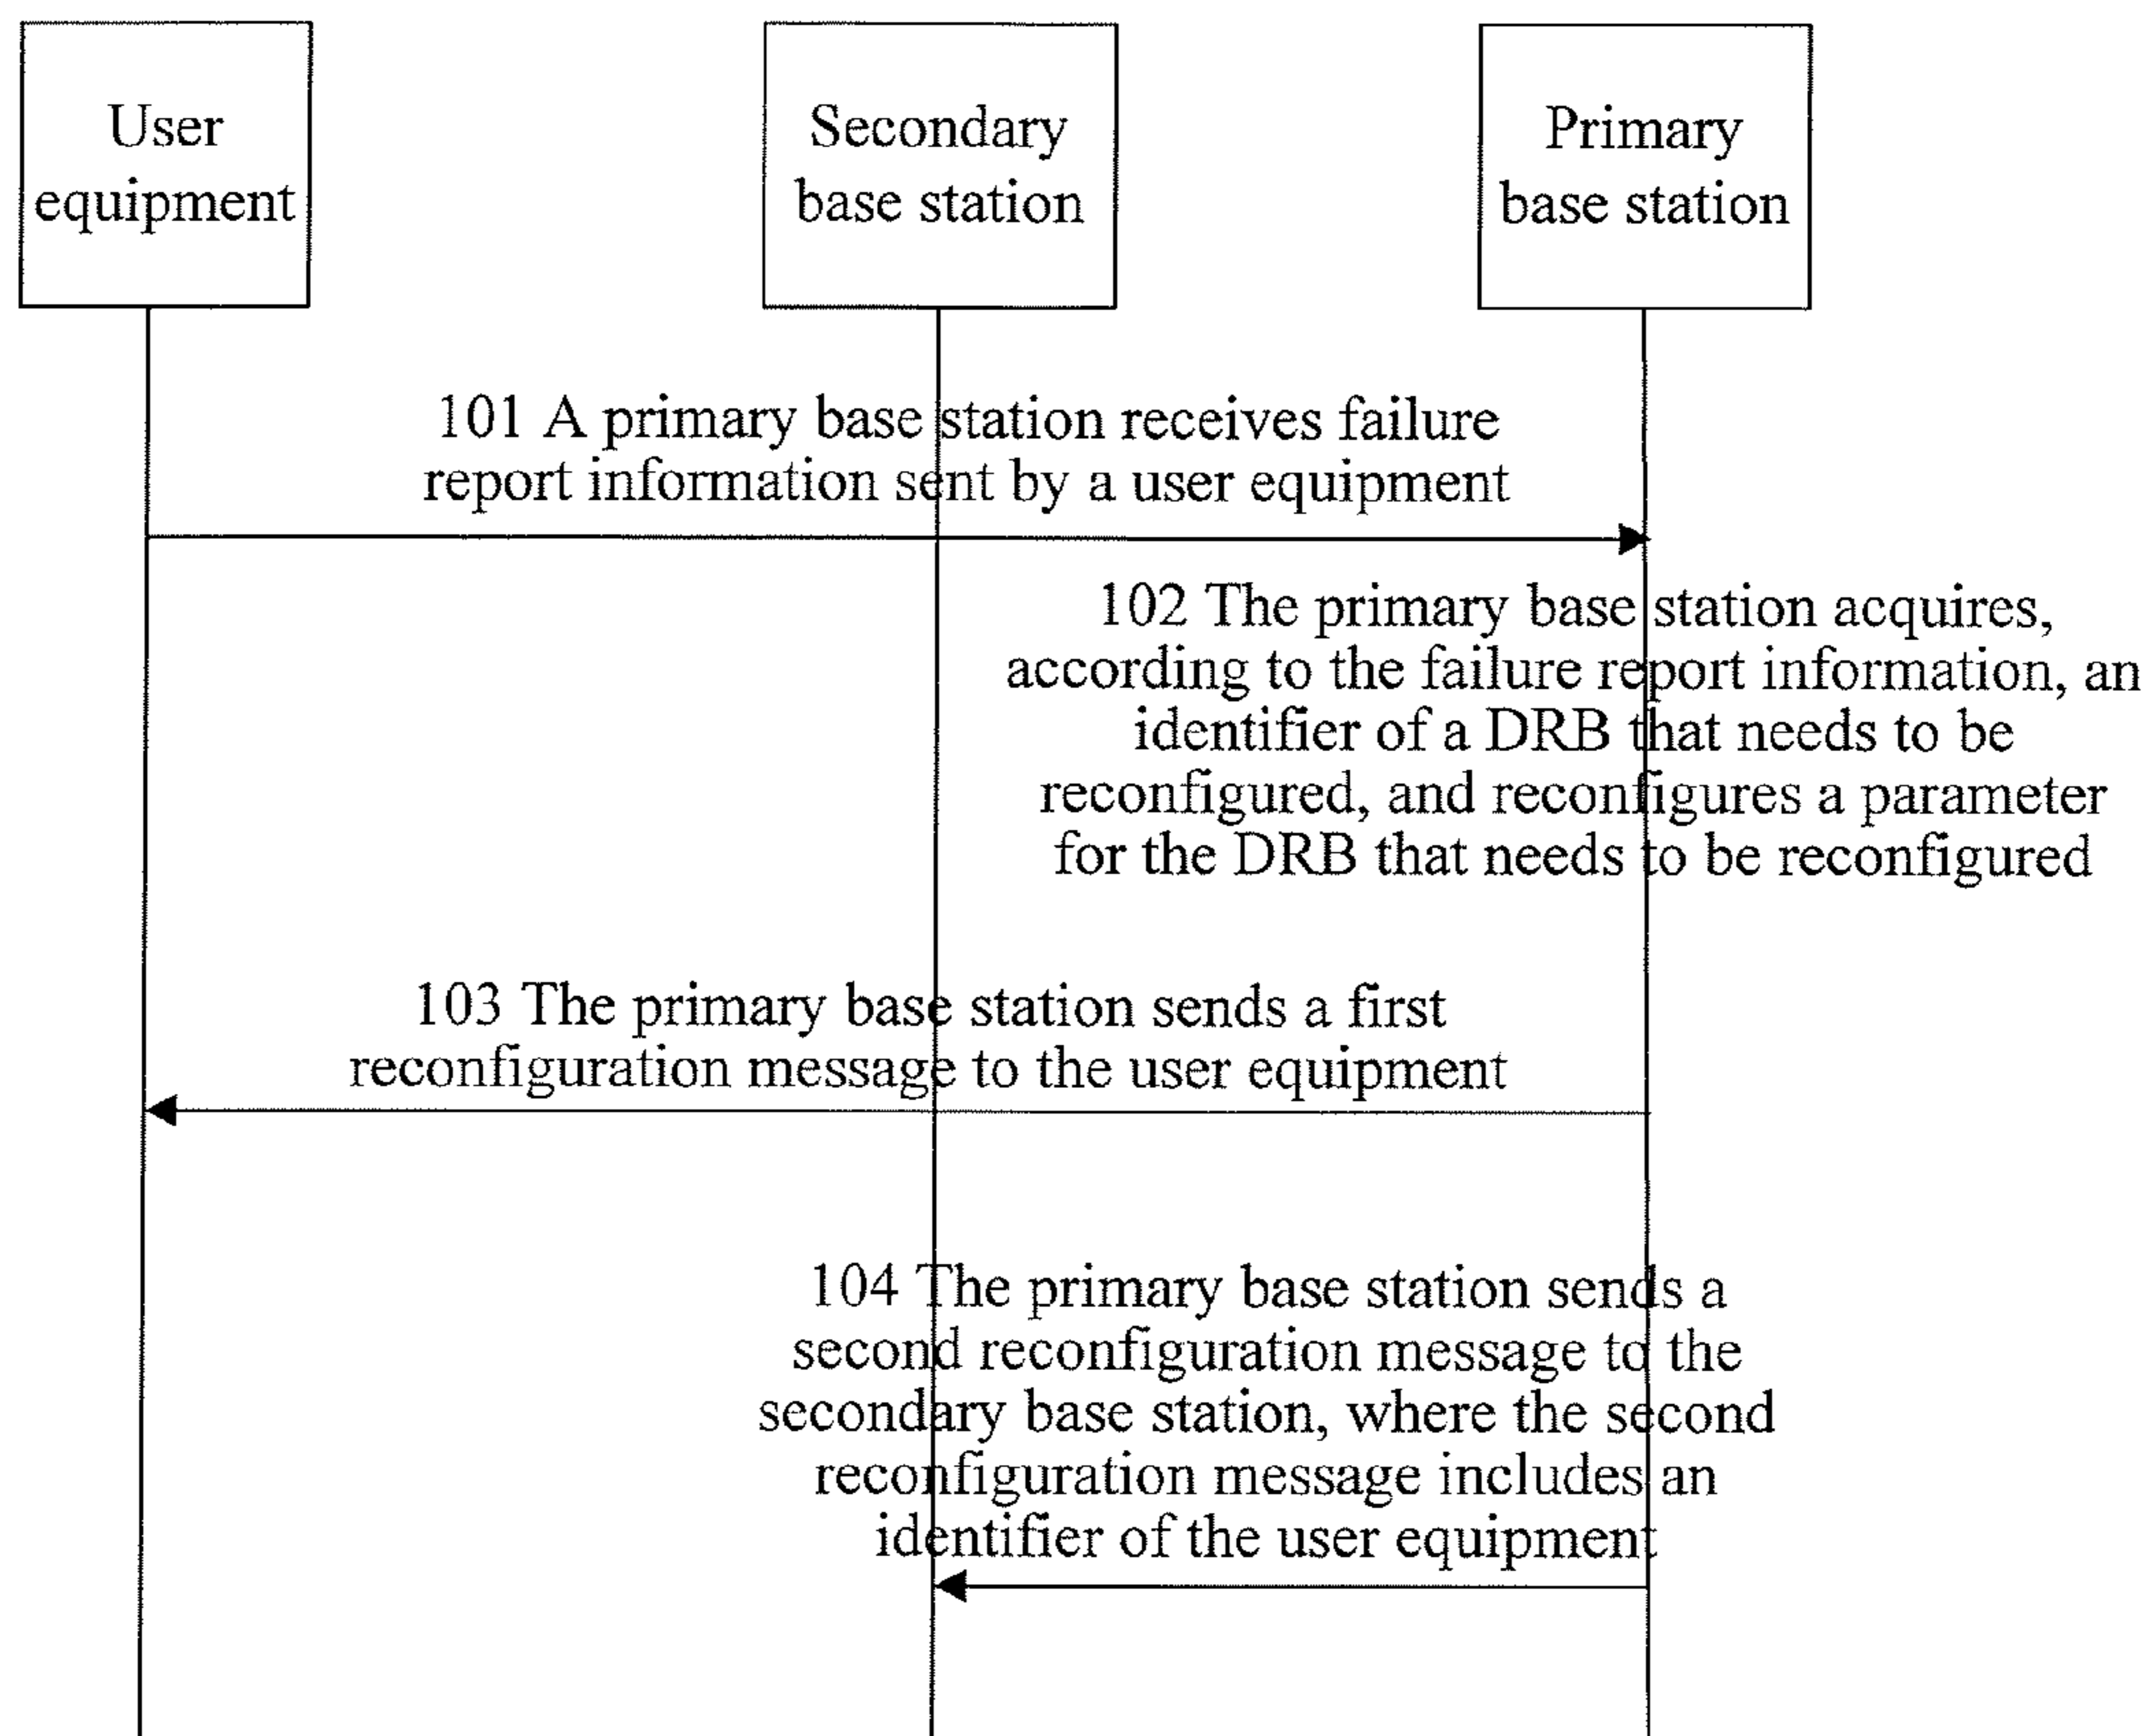 User
equipment
Secondary
base station
Primary
base station
101 A primary base station receives failure
report information sent by a user equipment
102 The primary base station acquires,
according to the failure report information, an
identifier of a DRB that needs to be
reconfigured, and reconfigures a parameter
for the DRB that needs to be reconfigured
103 The primary base station sends a first
reconfiguration message to the user equipment
104 The primary base station sends a
second reconfiguration message to the
secondary base station, where the second
reconfiguration message includes an
identifier of the user equipment